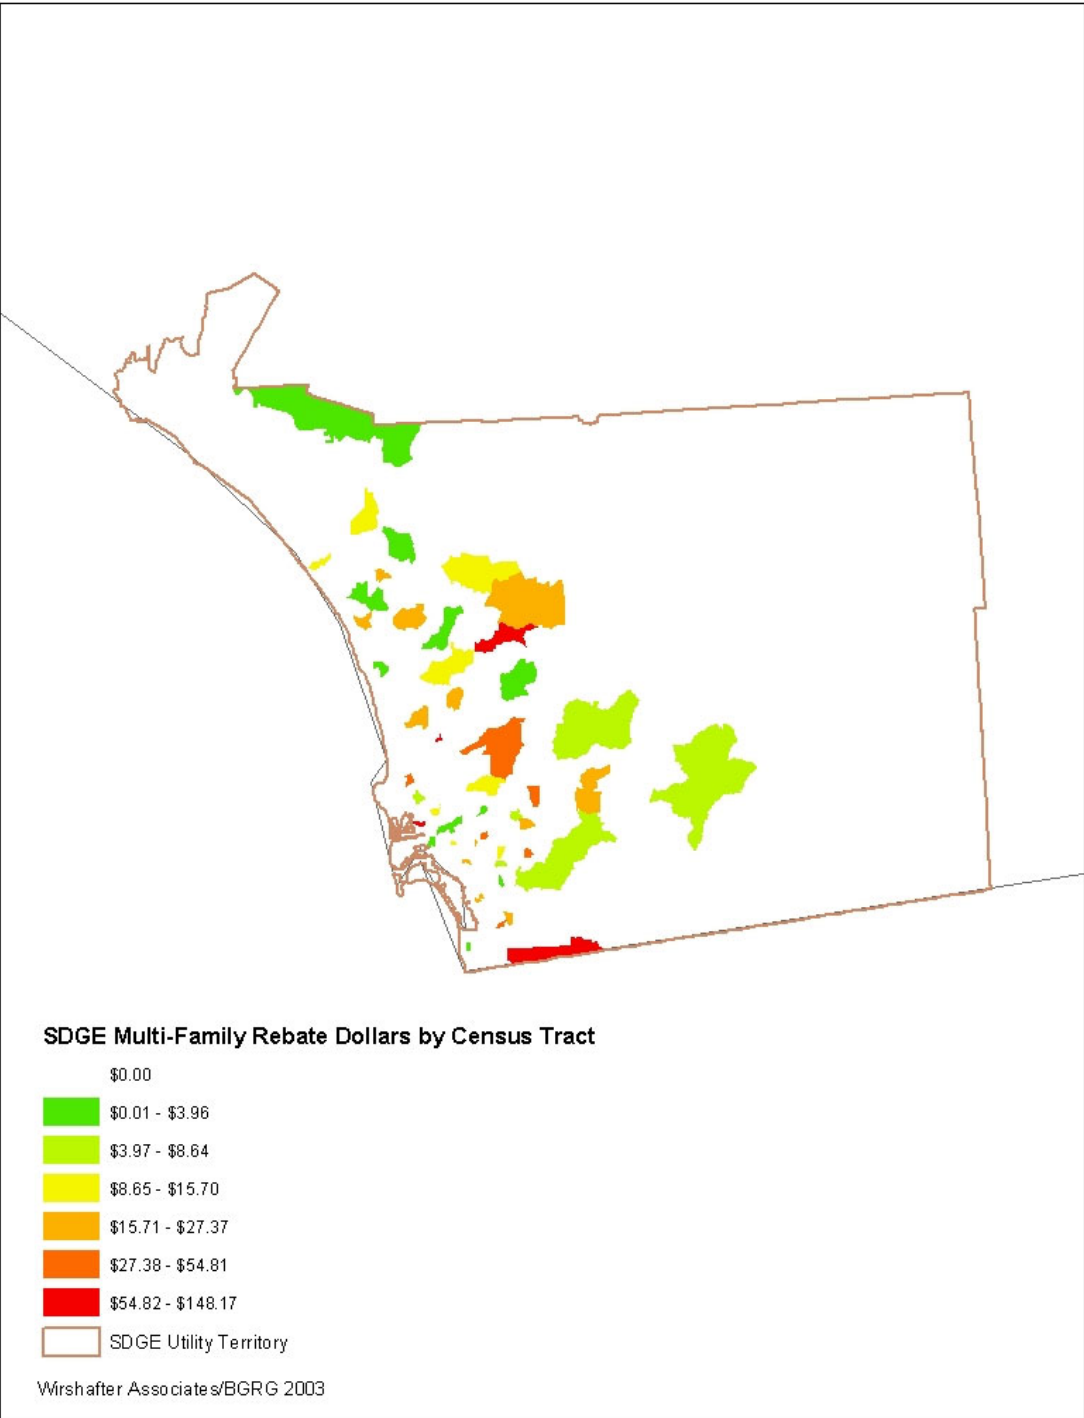 SDGE Multi-Family Rebate Dollars by Census Tract
$0.00
$0.01 - $3.96
$3.97 - $8.64
$8.65 - $15.70
$15.71 - $27.37
$27.38 - $54.81
$54.82 - $148.17
SDGE Utility Territory
Wirshafter Associates/BGRG 2003